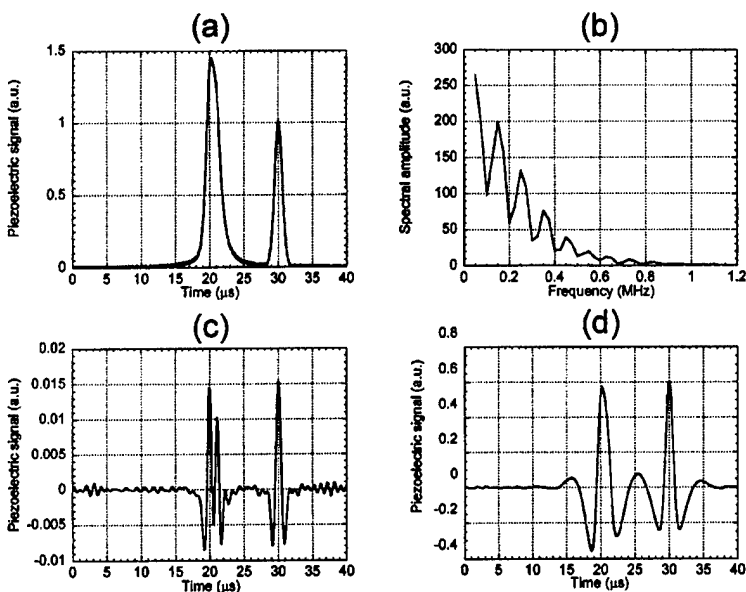 (a)
Piezoelectric signal (a.u.)
1.5
1
0.5
0
0 5 10 15 20 25 30 35 40
Time (μs)
(b)
Spectral amplitude (a.u.)
300
250
200
150
100
50
0
0 0.2 0.4 0.6 0.8 1 1.2
Frequency (MHz)
(c)
Piezoelectric signal (a.u.)
0.02
0.015
0.01
0.005
0
-0.005
-0.01
0 5 10 15 20 25 30 35 40
Time (μs)
(d)
Piezoelectric signal (a.u.)
0.8
0.6
0.4
0.2
0
-0.2
-0.4
0 5 10 15 20 25 30 35 40
Time (μs)